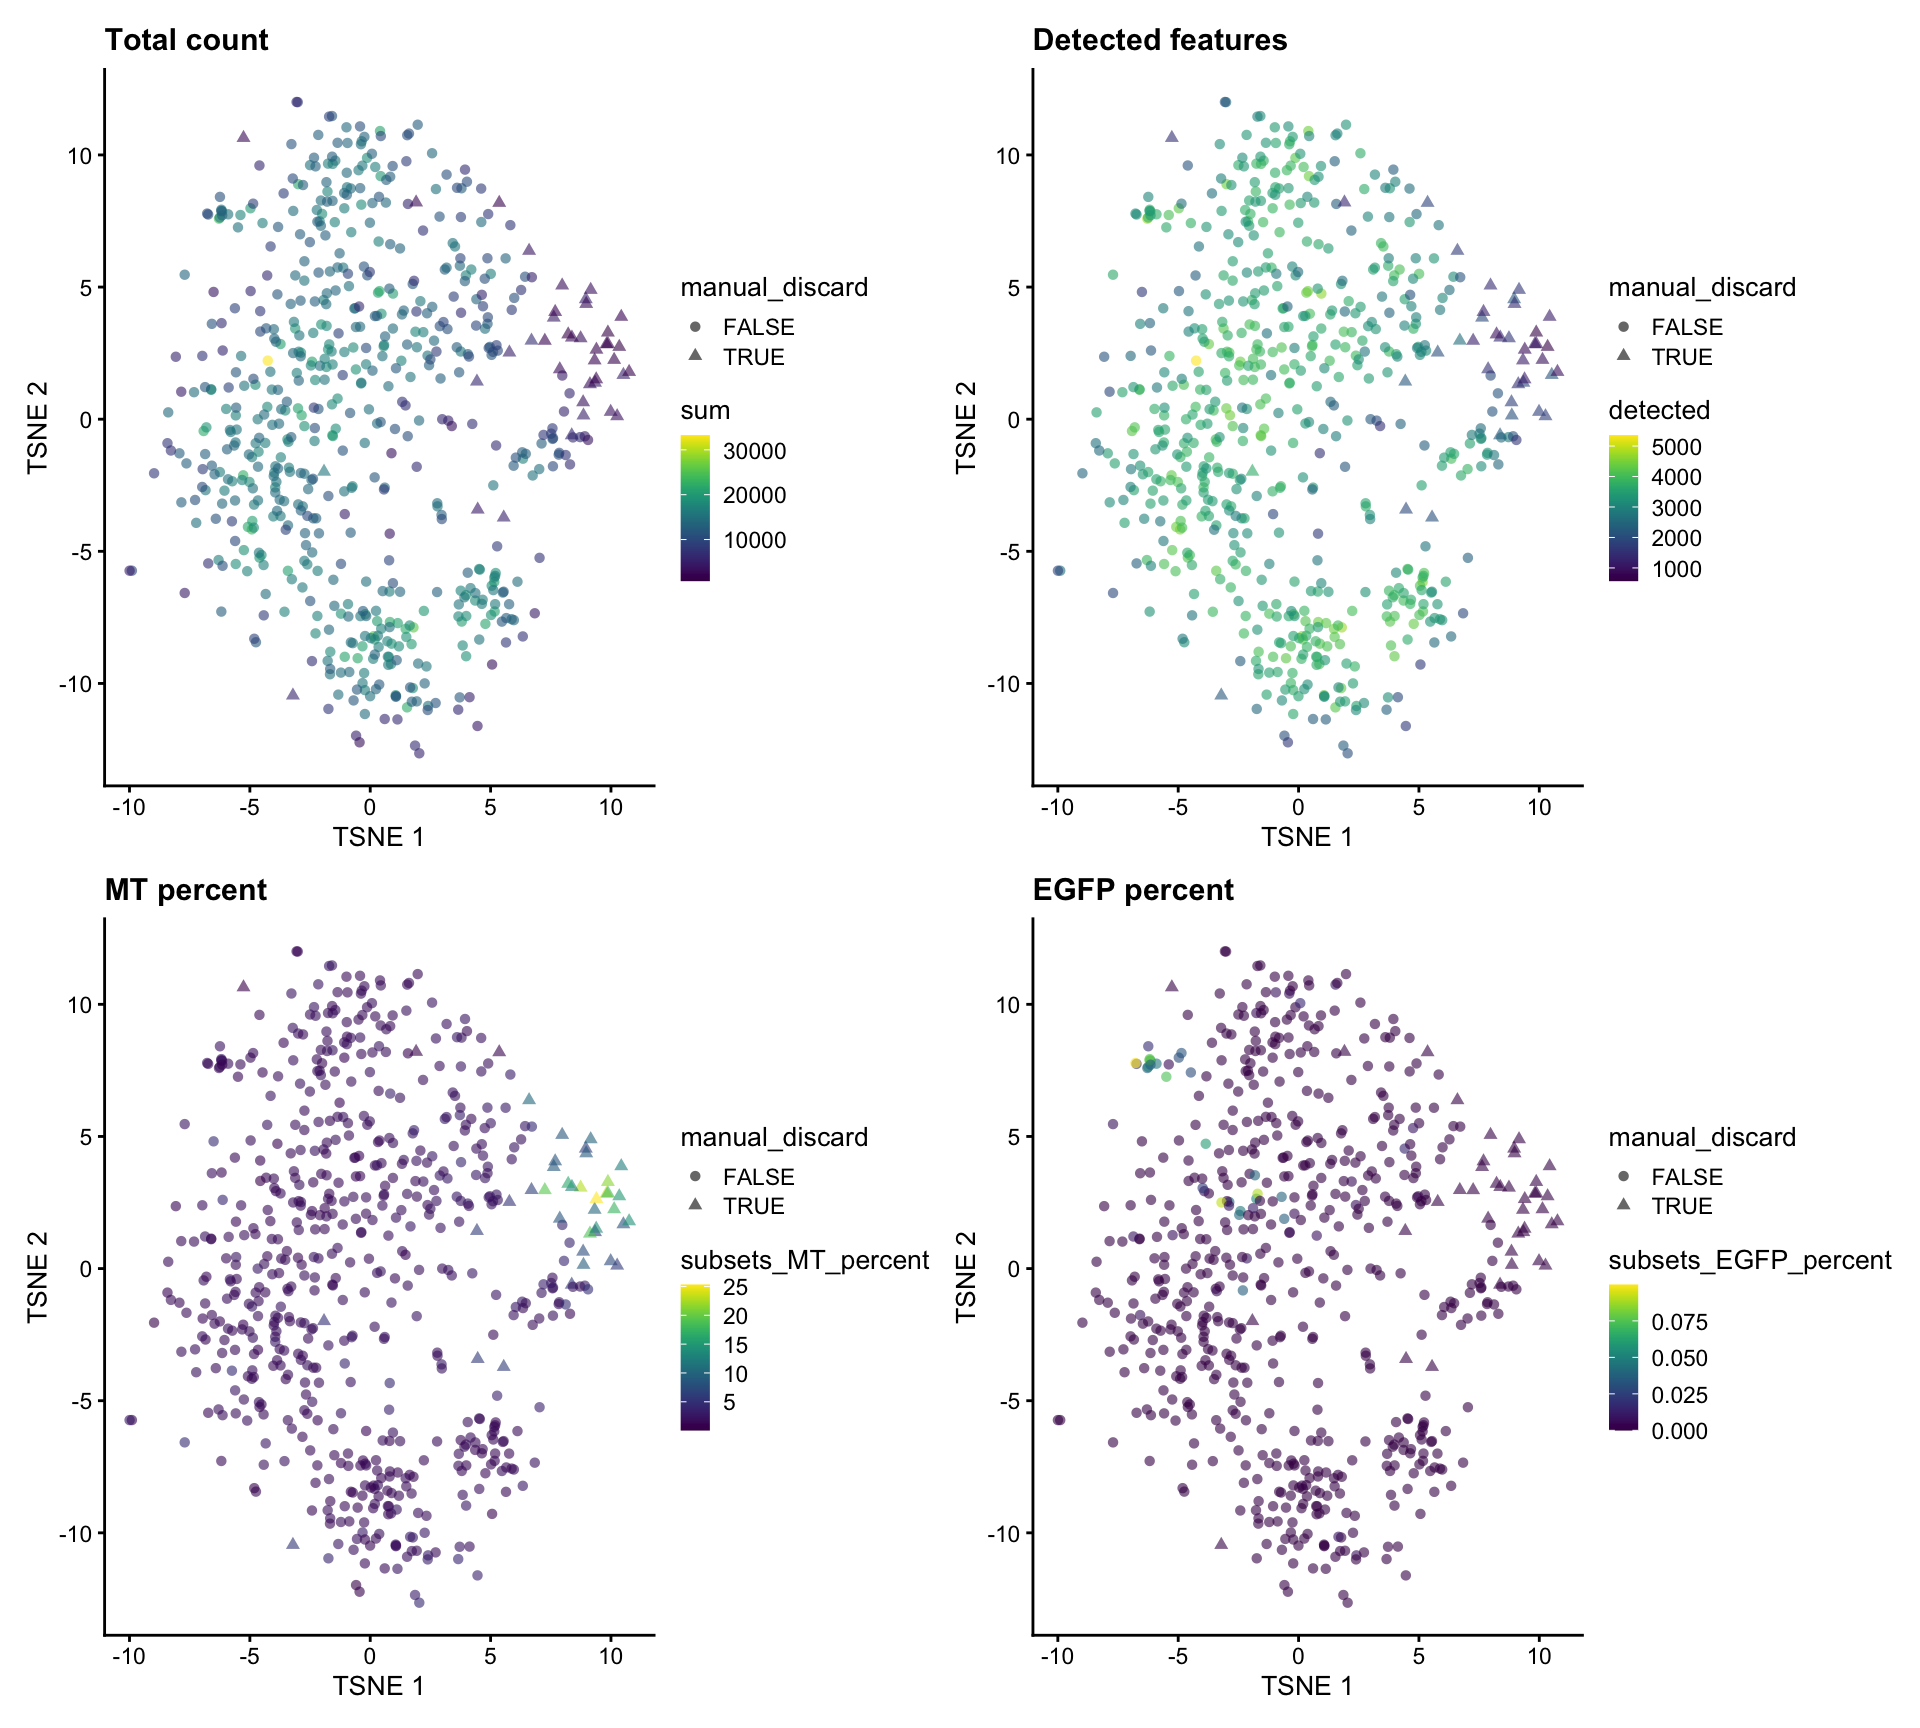 Total count
10
5
0
-5
-10
TSNE 2
-10 -5 0 5 10
TSNE 1
manual_discard
FALSE
TRUE
sum
30000
20000
10000
Detected features
10
5
0
-5
-10
TSNE 2
-10 -5 0 5 10
TSNE 1
manual_discard
FALSE
TRUE
detected
5000
4000
3000
2000
1000
MT percent
10
5
0
-5
-10
TSNE 2
-10 -5 0 5 10
TSNE 1
manual_discard
FALSE
TRUE
subsets_MT_percent
25
20
15
10
5
EGFP percent
10
5
0
-5
-10
TSNE 2
-10 -5 0 5 10
TSNE 1
manual_discard
FALSE
TRUE
subsets_EGFP_percent
0.075
0.050
0.025
0.000